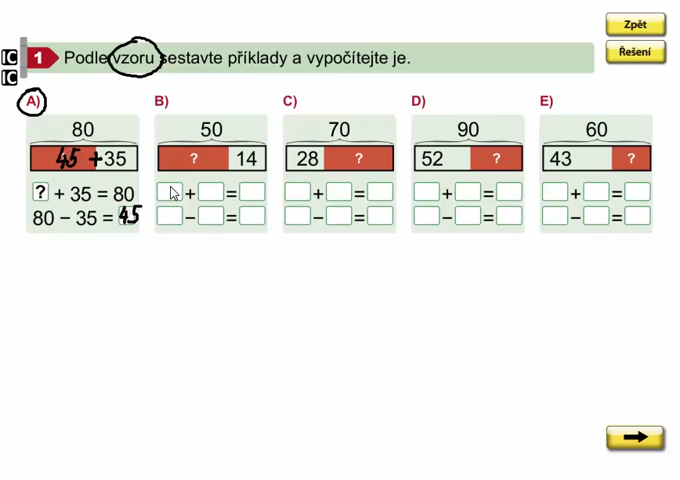 Zpět
Řešení
1 Podle vzoru sestavte příklady a vypočítejte je.
A) B) C) D) E)
80 50 70 90 60
45 + 35 ? 14 28 ? 52 ? 43 ?
? + 35 = 80 + = + = + = + =
80 − 35 = 45 − = − = − = − =